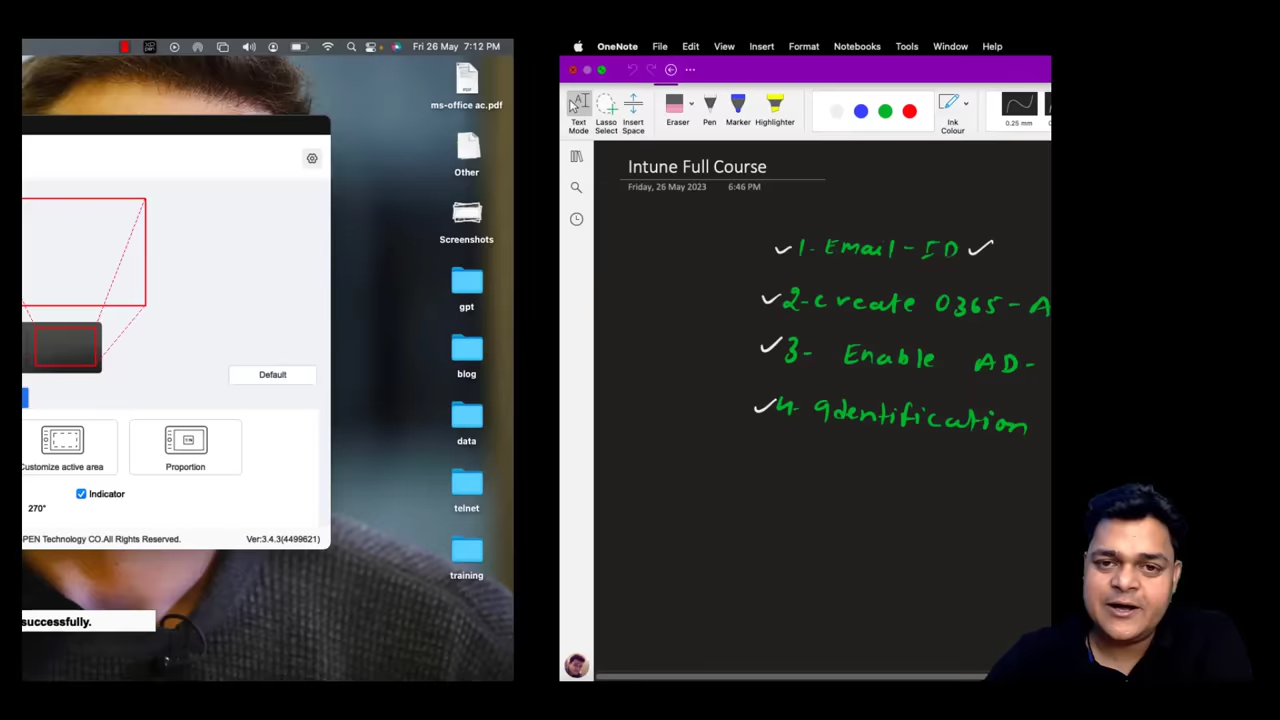 Fri 26 May 7:12 PM
ms-office ac.pdf
Other
Screenshots
gpt
blog
data
telnet
training
Default
Customize active area
Proportion
Indicator
270°
PEN Technology CO.All Rights Reserved.
Ver:3.4.3(4499621)
successfully.
OneNote File Edit View Insert Format Notebooks Tools Window Help
Text Mode
Lasso Select
Insert Space
Eraser
Pen
Marker
Highlighter
Ink Colour
0.25 mm
Intune Full Course
Friday, 26 May 2023 6:46 PM
1- Email-ID
2-create O365-A
3- Enable AD-
4- Identification